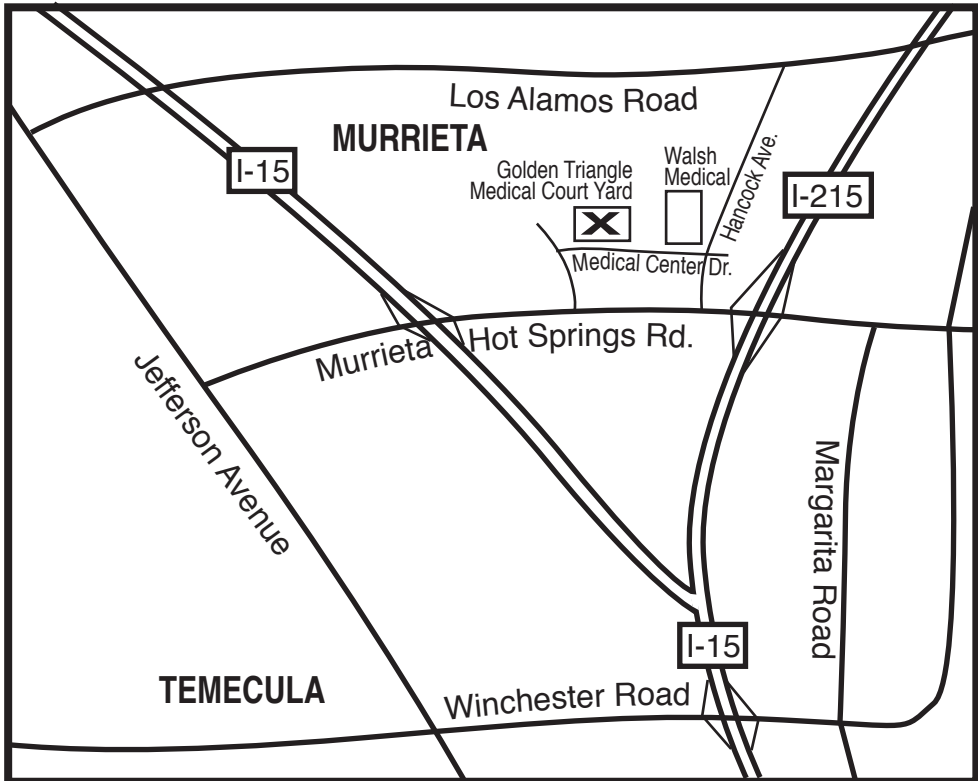 Los Alamos Road
MURRIETA
I-15
Golden Triangle
Medical Court Yard
X
Walsh
Medical
Hancock Ave.
I-215
Medical Center Dr.
Murrieta Hot Springs Rd.
Jefferson Avenue
Margarita Road
I-15
TEMECULA
Winchester Road